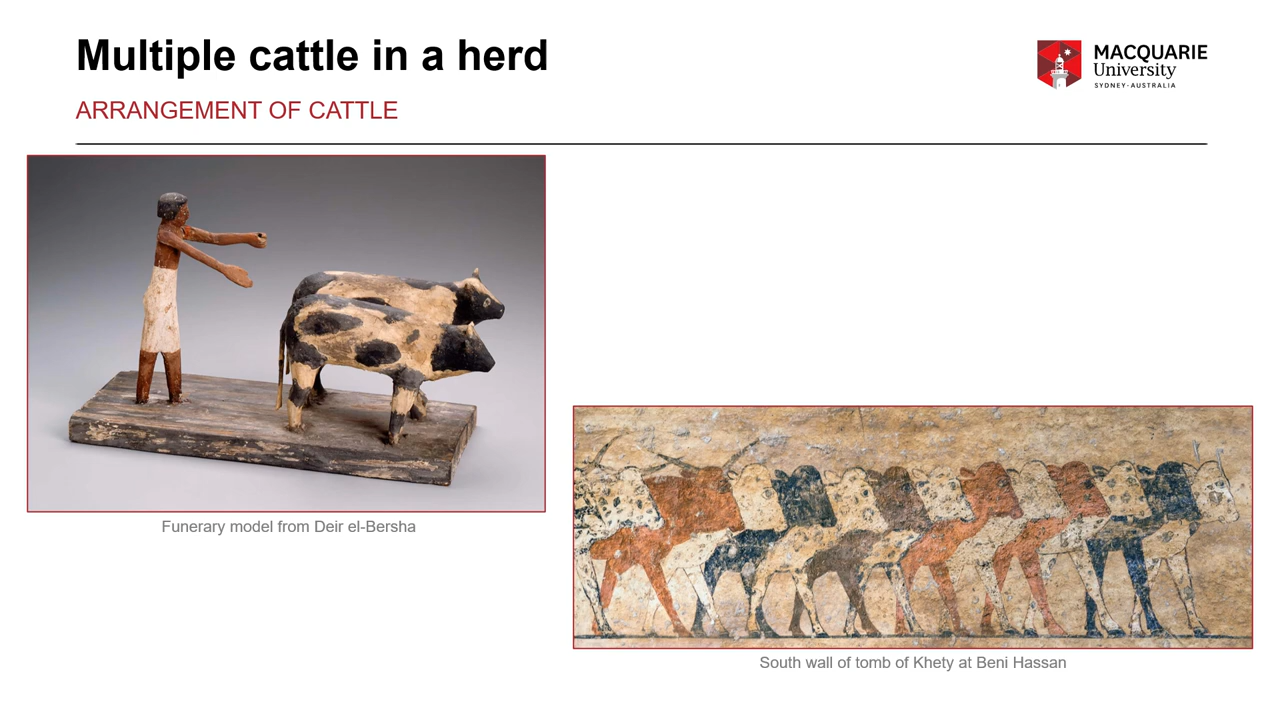 Multiple cattle in a herd
ARRANGEMENT OF CATTLE
MACQUARIE
University
SYDNEY-AUSTRALIA
Funerary model from Deir el-Bersha
South wall of tomb of Khety at Beni Hassan